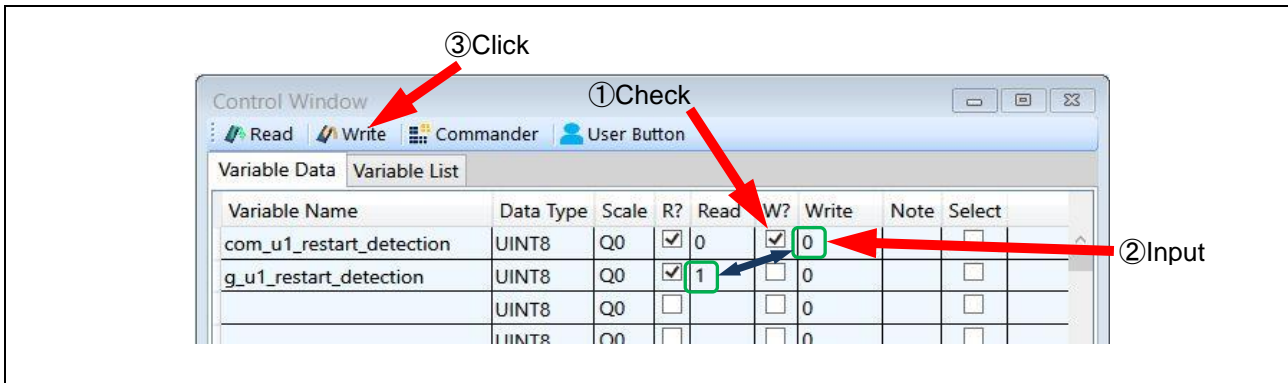 ③Click
Control Window
①Check
Read Write Commander User Button
Variable Data Variable List
Variable Name Data Type Scale R? Read W? Write Note Select
com_u1_restart_detection UINT8 Q0 0 0
②Input
g_u1_restart_detection UINT8 Q0 1 0
UINT8 Q0 0
UINT8 Q0 0